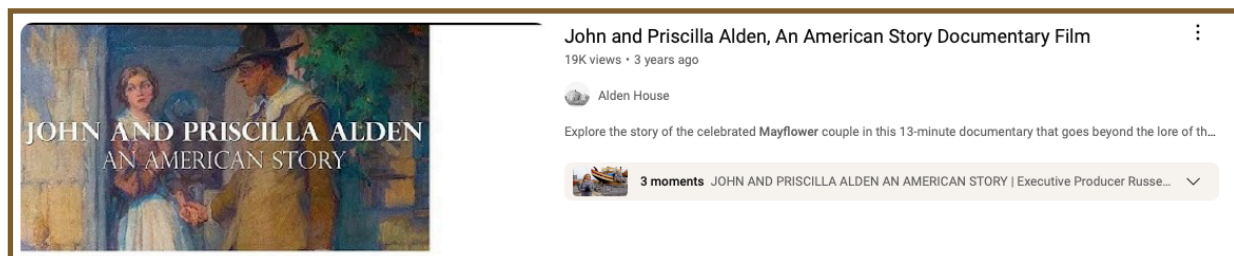 JOHN AND PRISCILLA ALDEN
AN AMERICAN STORY
John and Priscilla Alden, An American Story Documentary Film
19K views • 3 years ago
Alden House
Explore the story of the celebrated Mayflower couple in this 13-minute documentary that goes beyond the lore of th...
3 moments JOHN AND PRISCILLA ALDEN AN AMERICAN STORY | Executive Producer Russe...